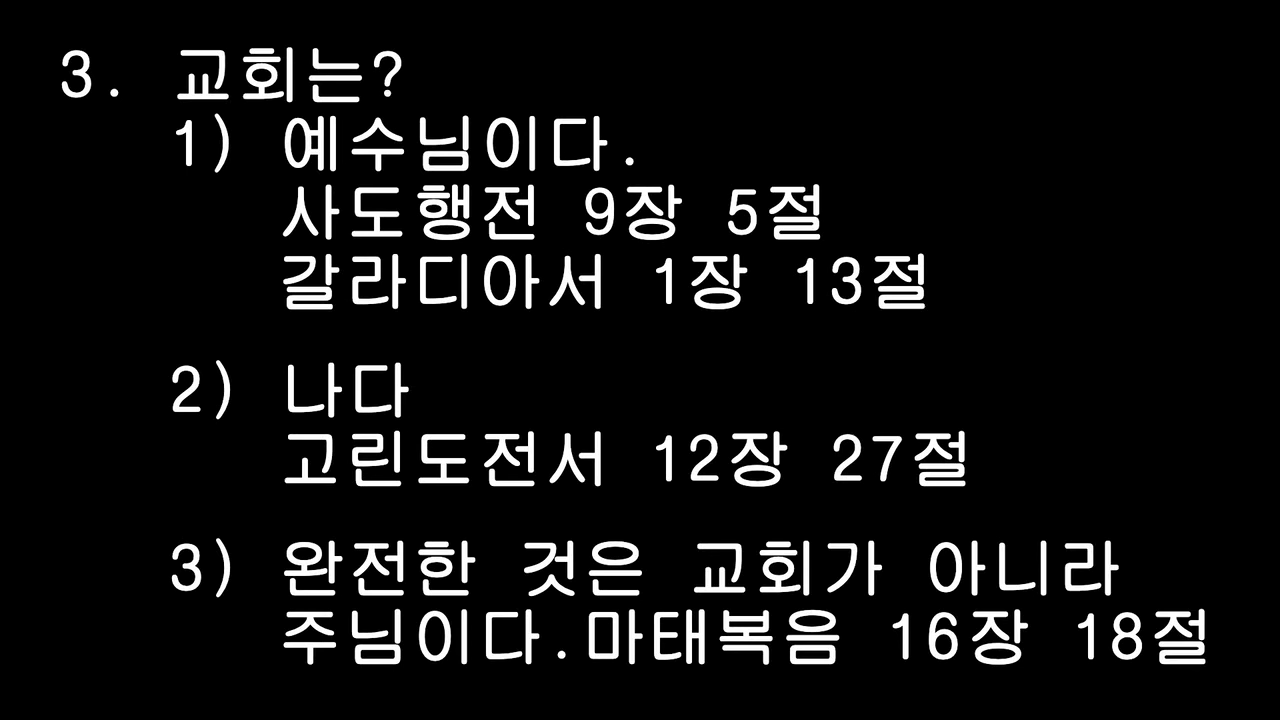 3. 교회는?
1) 예수님이다.
사도행전 9장 5절
갈라디아서 1장 13절
2) 나다
고린도전서 12장 27절
3) 완전한 것은 교회가 아니라
주님이다.마태복음 16장 18절